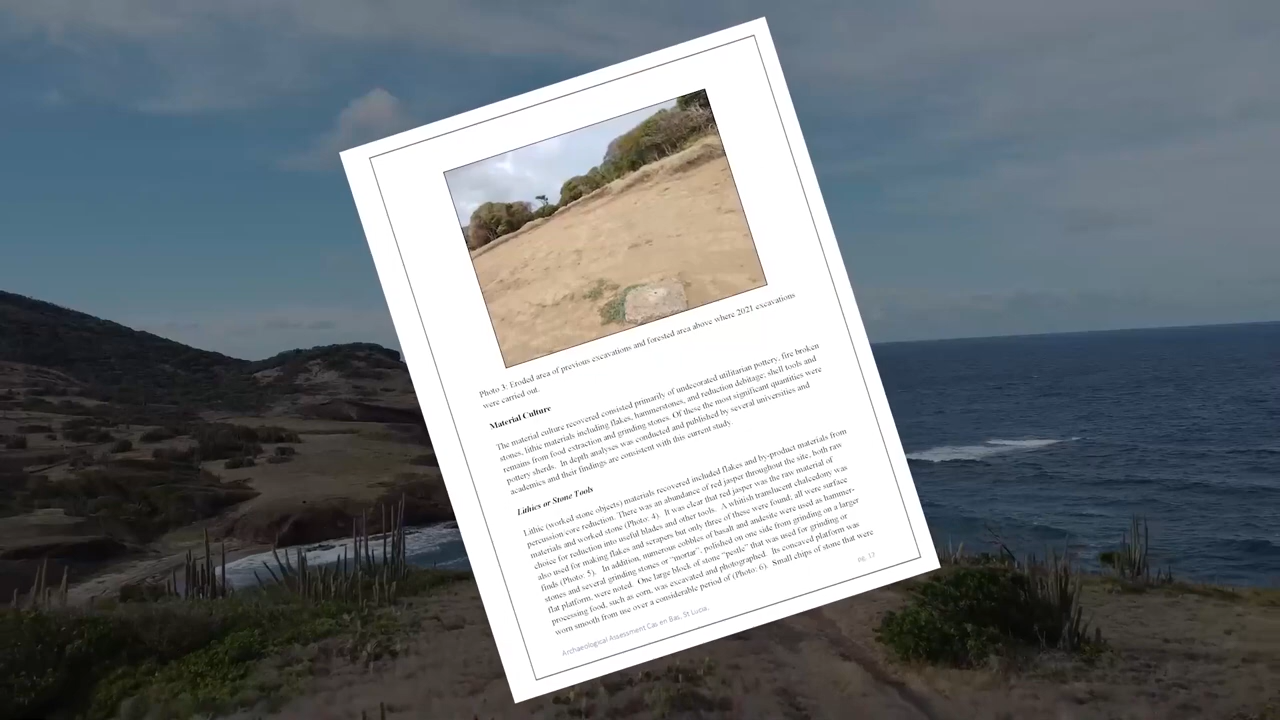 Photo 3: Eroded area of previous excavations and forested area above where 2021 excavations
were carried out.
Material Culture
The material culture recovered consisted primarily of undecorated utilitarian pottery, fire broken
stones, lithic materials including flakes, hammerstones, and reduction debitage; shell tools and
remains from food extraction and grinding stones. Of these the most significant quantities were
pottery sherds. In depth analyses was conducted and published by several universities and
academics and their findings are consistent with this current study.
Lithics or Stone Tools
Lithic (worked stone objects) materials recovered included flakes and by-product materials from
percussion core reduction. There was an abundance of red jasper throughout the site, both raw
materials and worked stone (Photo: 4). It was clear that red jasper was the raw material of
choice for reduction into useful blades and other tools. A whitish translucent chalcedony was
also used for making flakes and scrapers but only three of these were found; all were surface
finds (Photo: 5). In addition, numerous cobbles of basalt and andesite were used as hammer-
stones and several grinding stones or “mortars”, polished on one side from grinding on a larger
flat platform, were noted. One large block of stone “pestle” that was used for grinding or
processing food, such as corn, was excavated and photographed. Its concaved platform was
worn smooth from use over a considerable period of (Photo: 6). Small chips of stone that were
PG. 17
Archaeological Assessment Cas en Bas, St Lucia,